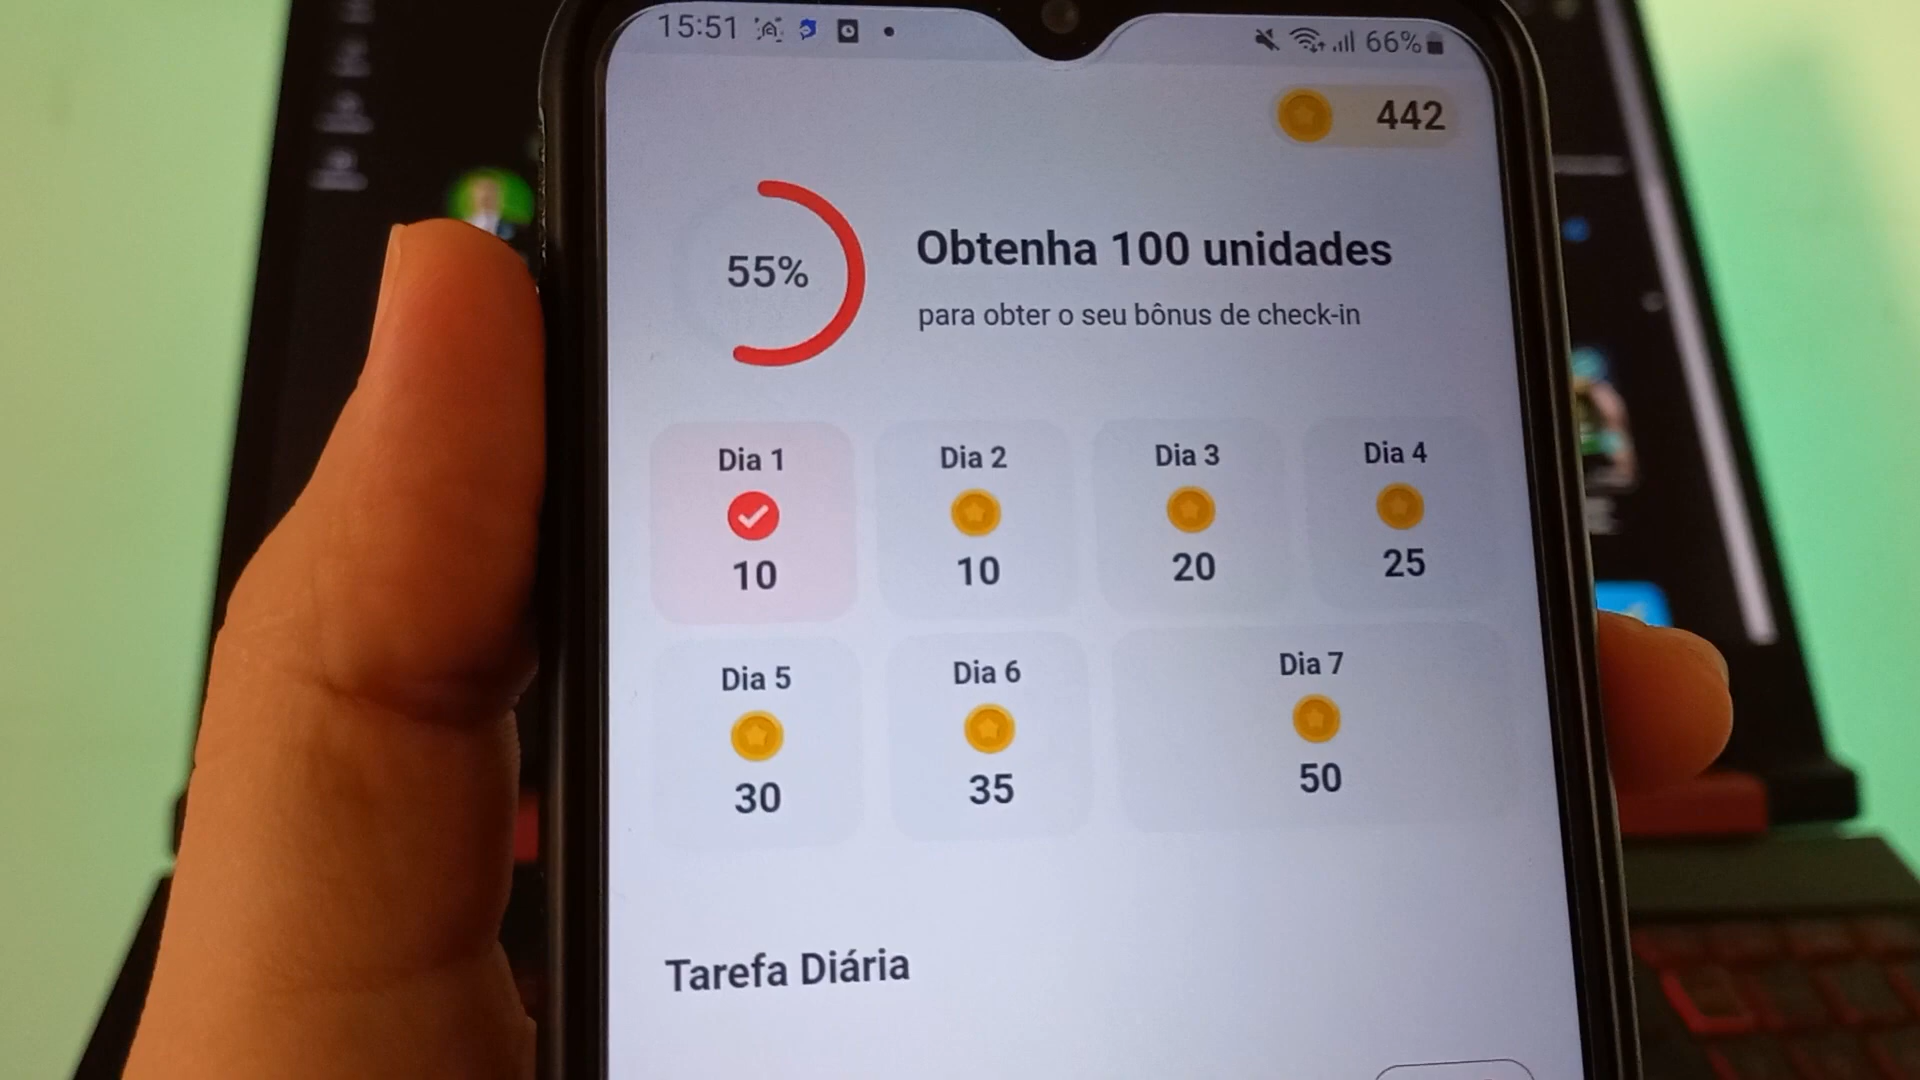 15:51
66%
442
55%
Obtenha 100 unidades
para obter o seu bônus de check-in
Dia 1
10
Dia 2
10
Dia 3
20
Dia 4
25
Dia 5
30
Dia 6
35
Dia 7
50
Tarefa Diária